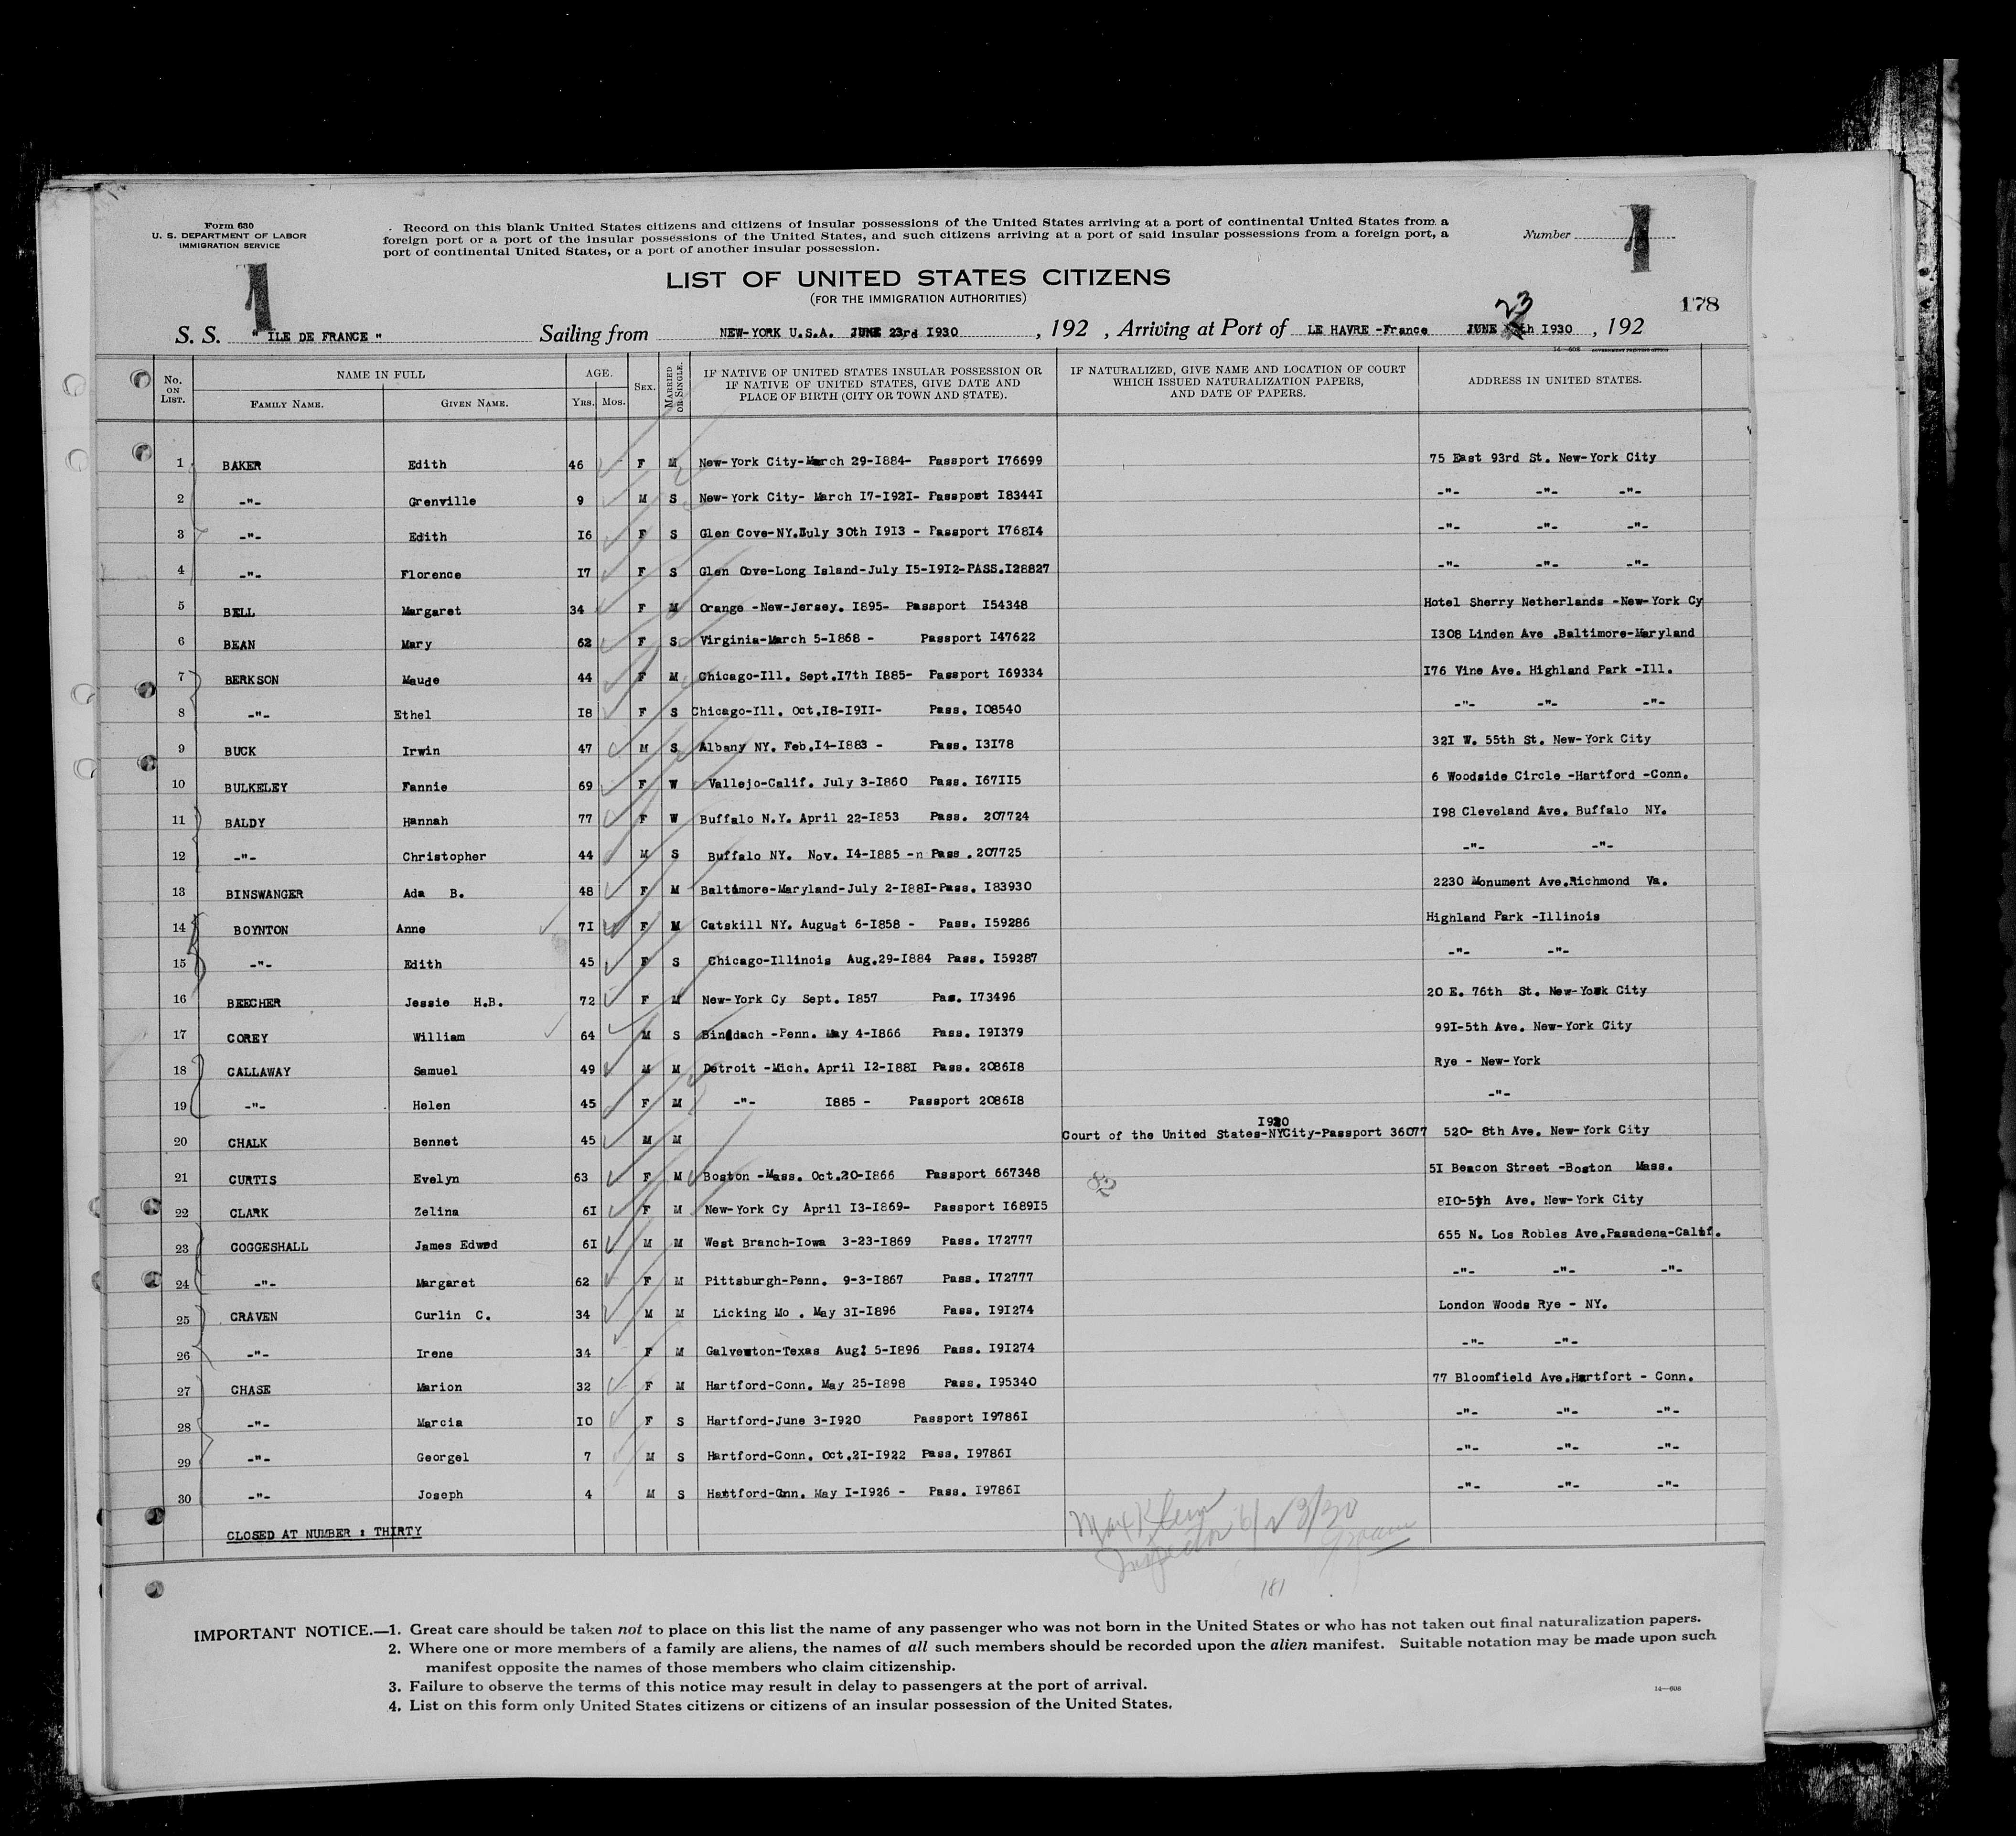 Form 630
U. S. DEPARTMENT OF LABOR
IMMIGRATION SERVICE
Record on this blank United States citizens and citizens of insular possessions of the United States arriving at a port of continental United States from a
foreign port or a port of the insular possessions of the United States, and such citizens arriving at a port of said insular possessions from a foreign port, a
port of continental United States, or a port of another insular possession.
Number 1
1
LIST OF UNITED STATES CITIZENS
(FOR THE IMMIGRATION AUTHORITIES)
23
178
S. S. " ILE DE FRANCE " Sailing from NEW-YORK U.S.A. JUNE 23rd I930 , 192 , Arriving at Port of LE HAVRE -France JUNE th I930 , 192
14—608 GOVERNMENT PRINTING OFFICE
No. ON LIST. NAME IN FULL FAMILY NAME. GIVEN NAME. AGE. YRS. MOS. SEX. MARRIED OR SINGLE. IF NATIVE OF UNITED STATES INSULAR POSSESSION OR IF NATIVE OF UNITED STATES, GIVE DATE AND PLACE OF BIRTH (CITY OR TOWN AND STATE). IF NATURALIZED, GIVE NAME AND LOCATION OF COURT WHICH ISSUED NATURALIZATION PAPERS, AND DATE OF PAPERS. ADDRESS IN UNITED STATES.
1 BAKER Edith 46 F M New-York City-March 29-I884- Passport I76699 75 East 93rd St. New-York City
2 -"- Grenville 9 M S New-York City- March I7-I92I- Passport I8344I -"- -"- -"-
3 -"- Edith I6 F S Glen Cove-NY.July 30th I9I3 - Passport I768I4 -"- -"- -"-
4 -"- Florence I7 F S Glen Cove-Long Island-July I5-I9I2-PASS.I28827 -"- -"- -"-
5 BELL Margaret 34 F M Orange -New-Jersey. I895- Passport I54348 Hotel Sherry Netherlands -New-York Cy
6 BEAN Mary 62 F S Virginia-March 5-I868 - Passport I47622 I308 Linden Ave .Baltimore-Maryland
7 BERKSON Maude 44 F M Chicago-Ill. Sept.I7th I885- Passport I69334 I76 Vine Ave. Highland Park -Ill.
8 -"- Ethel I8 F S Chicago-Ill. Oct.I8-I9II- Pass. I08540 -"- -"- -"-
9 BUCK Irwin 47 M S Albany NY. Feb.I4-I883 - Pass. I3I78 32I W. 55th St. New-York City
10 BULKELEY Fannie 69 F W Vallejo-Calif. July 3-I860 Pass. I67II5 6 Woodside Circle -Hartford -Conn.
11 BALDY Hannah 77 F W Buffalo N.Y. April 22-I853 Pass. 207724 I98 Cleveland Ave. Buffalo NY.
12 -"- Christopher 44 M S Buffalo NY. Nov. I4-I885 -n Pass .207725 -"- -"-
13 BINSWANGER Ada B. 48 F M Baltimore-Maryland-July 2-I88I-Pass. I83930 2230 Monument Ave.Richmond Va.
14 BOYNTON Anne 7I F M Catskill NY. August 6-I858 - Pass. I59286 Highland Park -Illinois
15 -"- Edith 45 F S Chicago-Illinois Aug.29-I884 Pass. I59287 -"- -"-
16 BEECHER Jessie H.B. 72 F M New-York Cy Sept. I857 Pas. I73496 20 E. 76th St. New-York City
17 COREY William 64 M S -Penn. May 4-I866 Pass. I9I379 99I-5th Ave. New-York City
18 CALLAWAY Samuel 49 M M Detroit -Mich. April I2-I88I Pass. 2086I8 Rye - New-York
19 -"- Helen 45 F M -"- I885 - Passport 2086I8 -"-
20 CHALK Bennet 45 M M Court of the United States-NYCity-Passport 36077 I920 520- 8th Ave. New-York City
21 CURTIS Evelyn 63 F M Boston -Mass. Oct.20-I866 Passport 667348 5I Beacon Street -Boston Mass.
22 CLARK Zelina 6I F M New-York Cy April I3-I869- Passport I689I5 8I0-5th Ave. New-York City
23 COGGESHALL James Edwed 6I M M West Branch-Iowa 3-23-I869 Pass. I72777 655 N. Los Robles Ave.Pasadena-Calif.
24 -"- Margaret 62 F M Pittsburgh-Penn. 9-3-I867 Pass. I72777 -"- -"- -"-
25 CRAVEN Curlin C. 34 M M Licking Mo . May 3I-I896 Pass. I9I274 London Woods Rye - NY.
26 -"- Irene 34 F M Galveston-Texas Aug. 5-I896 Pass. I9I274 -"- -"-
27 CHASE Marion 32 F M Hartford-Conn. May 25-I898 Pass. I95340 77 Bloomfield Ave.Hartfort - Conn.
28 -"- Marcia I0 F S Hartford-June 3-I920 Passport I9786I -"- -"- -"-
29 -"- Georgel 7 M S Hartford-Conn. Oct.2I-I922 Pass. I9786I -"- -"- -"-
30 -"- Joseph 4 M S Hartford-Cnn. May I-I926 - Pass. I9786I -"- -"- -"-
CLOSED AT NUMBER : THIRTY
Max Klein
Inspector 6/23/30
181
IMPORTANT NOTICE.—1. Great care should be taken not to place on this list the name of any passenger who was not born in the United States or who has not taken out final naturalization papers.
2. Where one or more members of a family are aliens, the names of all such members should be recorded upon the alien manifest. Suitable notation may be made upon such
manifest opposite the names of those members who claim citizenship.
3. Failure to observe the terms of this notice may result in delay to passengers at the port of arrival.
4. List on this form only United States citizens or citizens of an insular possession of the United States.
14—608